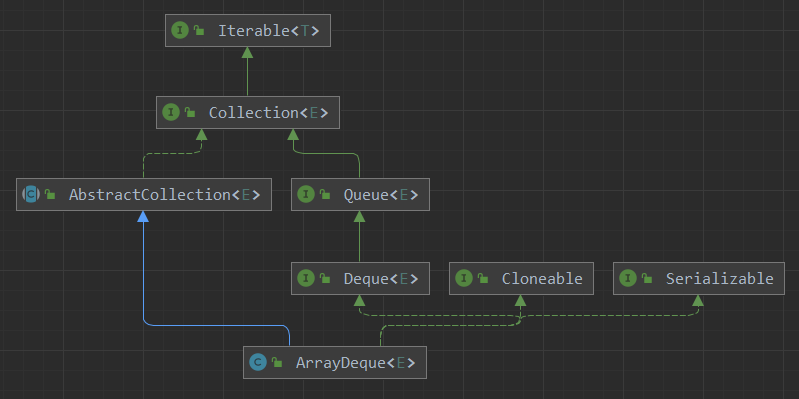 I Iterable<T>
I Collection<E>
C AbstractCollection<E>
I Queue<E>
I Deque<E>
I Cloneable
I Serializable
C ArrayDeque<E>